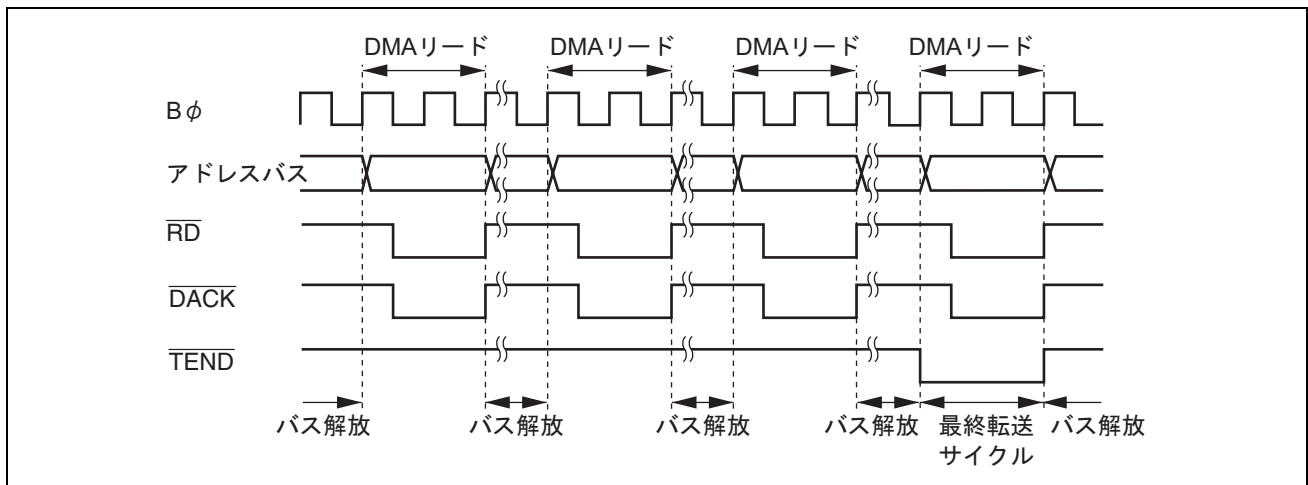 DMAリード DMAリード DMAリード DMAリード
Bφ
アドレスバス
RD
DACK
TEND
バス解放 バス解放 バス解放 バス解放 最終転送 バス解放
サイクル